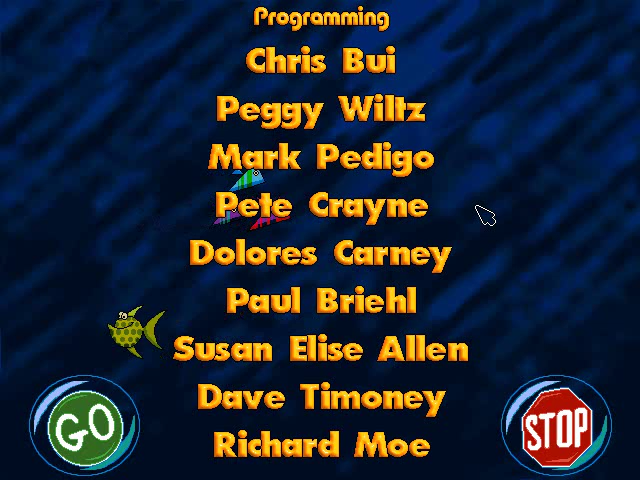 Programming
Chris Bui
Peggy Wiltz
Mark Pedigo
Pete Crayne
Dolores Carney
Paul Briehl
Susan Elise Allen
Dave Timoney
Richard Moe
GO
STOP